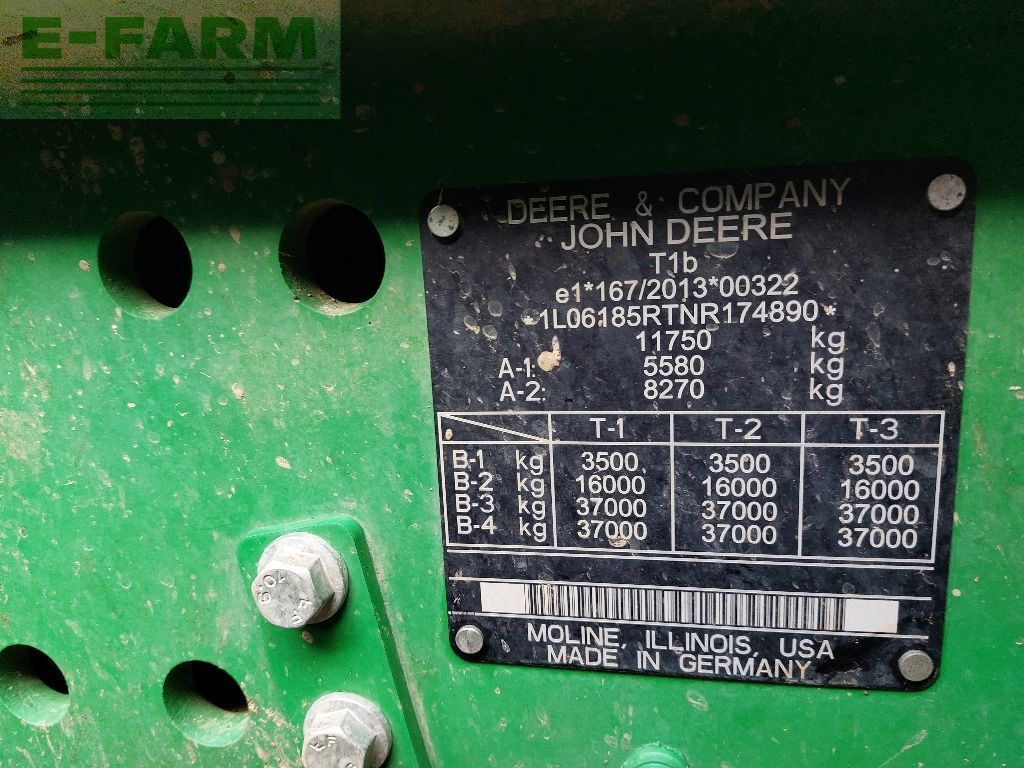 E-FARM
DEERE & COMPANY
JOHN DEERE
T1b
e1*167/2013*00322
*1L06185RTNR174890*
11750 kg
A-1: 5580 kg
A-2: 8270 kg
T-1 T-2 T-3
B-1 kg 3500 3500 3500
B-2 kg 16000 16000 16000
B-3 kg 37000 37000 37000
B-4 kg 37000 37000 37000
MOLINE, ILLINOIS, USA
MADE IN GERMANY